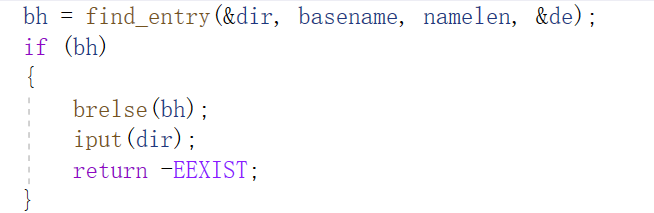 bh = find_entry(&dir, basename, namelen, &de);
if (bh)
{
    brelse(bh);
    iput(dir);
    return -EEXIST;
}